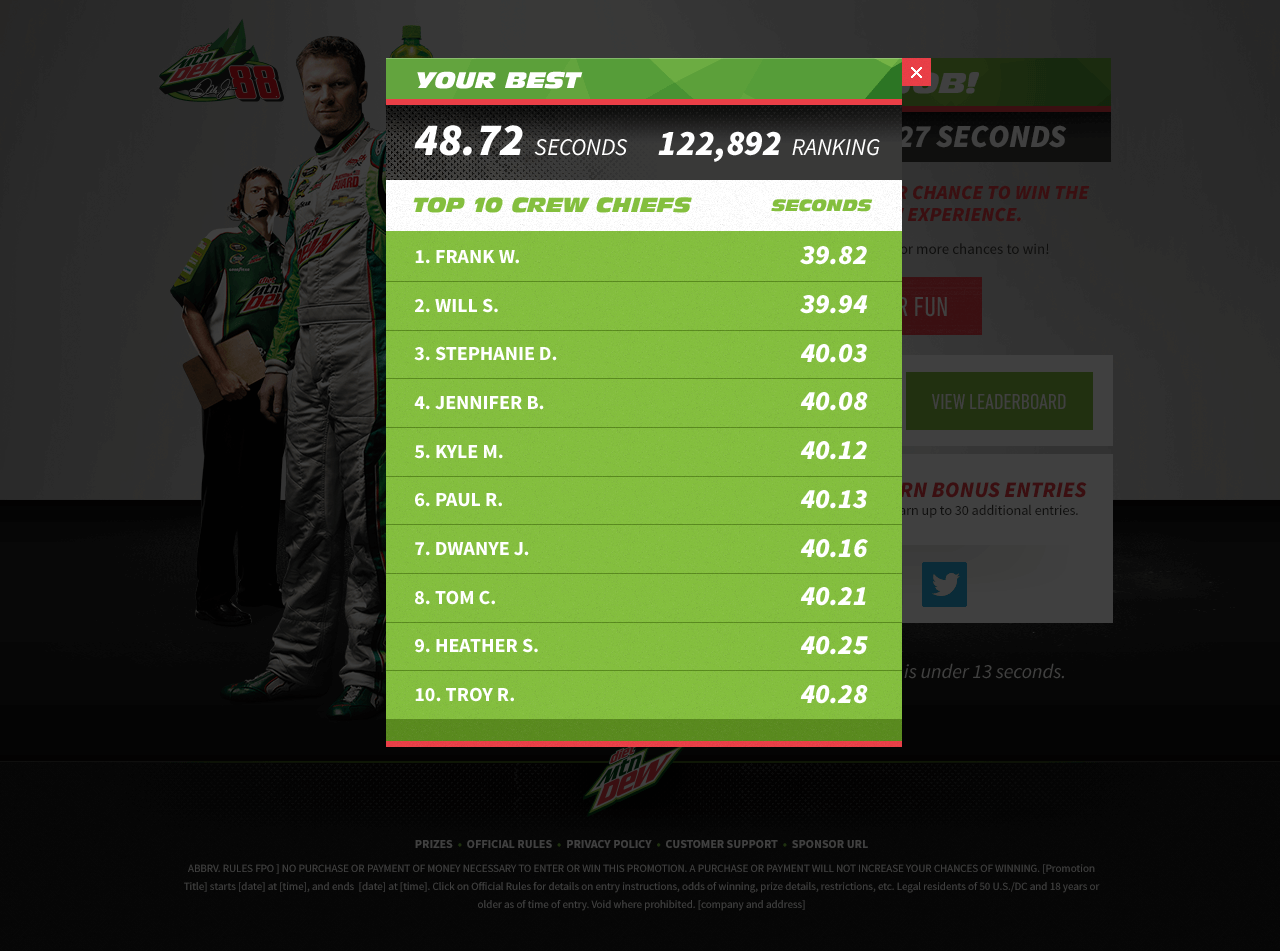 diet
Mtn
DEW
88
YOUR BEST
OB!
48.72 SECONDS 122,892 RANKING
27 SECONDS
TOP 10 CREW CHIEFS SECONDS
CHANCE TO WIN THE
EXPERIENCE.
1. FRANK W. 39.82
or more chances to win!
2. WILL S. 39.94
FUN
3. STEPHANIE D. 40.03
4. JENNIFER B. 40.08
VIEW LEADERBOARD
5. KYLE M. 40.12
6. PAUL R. 40.13
RN BONUS ENTRIES
arn up to 30 additional entries.
7. DWANYE J. 40.16
8. TOM C. 40.21
9. HEATHER S. 40.25
is under 13 seconds.
10. TROY R. 40.28
diet
Mtn
DEW
PRIZES • OFFICIAL RULES • PRIVACY POLICY • CUSTOMER SUPPORT • SPONSOR URL
ABBRV. RULES FPO ] NO PURCHASE OR PAYMENT OF MONEY NECESSARY TO ENTER OR WIN THIS PROMOTION. A PURCHASE OR PAYMENT WILL NOT INCREASE YOUR CHANCES OF WINNING. [Promotion
Title] starts [date] at [time], and ends [date] at [time]. Click on Official Rules for details on entry instructions, odds of winning, prize details, restrictions, etc. Legal residents of 50 U.S./DC and 18 years or
older as of time of entry. Void where prohibited. [company and address]